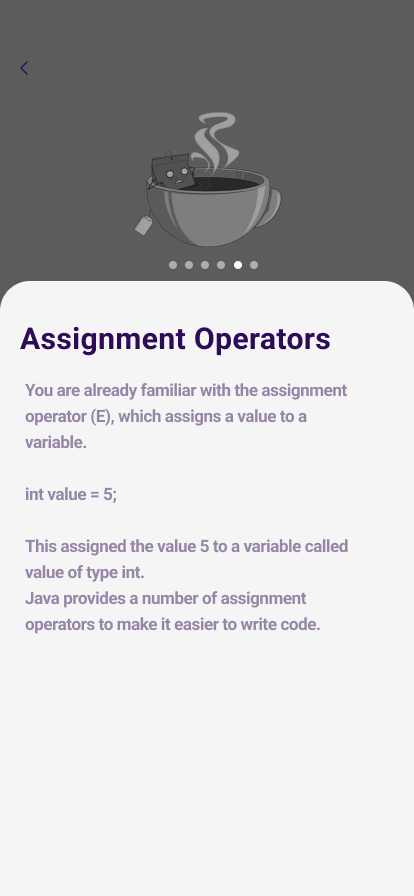 Assignment Operators
You are already familiar with the assignment
operator (E), which assigns a value to a
variable.
int value = 5;
This assigned the value 5 to a variable called
value of type int.
Java provides a number of assignment
operators to make it easier to write code.